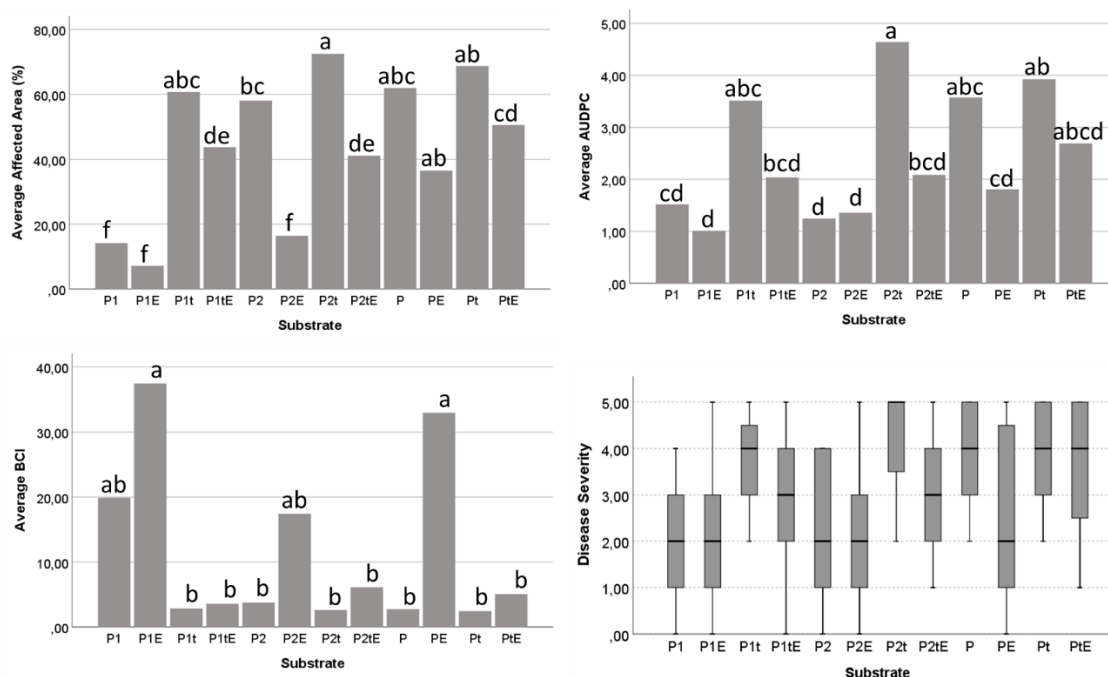 Average Affected Area (%)
80,00
60,00
40,00
20,00
,00
f f abc de bc f a de abc ab ab cd
P1 P1E P1t P1tE P2 P2E P2t P2tE P PE Pt PtE
Substrate
Average AUDPC
5,00
4,00
3,00
2,00
1,00
,00
cd d abc bcd d d a bcd abc cd ab abcd
P1 P1E P1t P1tE P2 P2E P2t P2tE P PE Pt PtE
Substrate
Average BCI
40,00
30,00
20,00
10,00
,00
ab a b b b ab b b b a b b
P1 P1E P1t P1tE P2 P2E P2t P2tE P PE Pt PtE
Substrate
Disease Severity
5,00
4,00
3,00
2,00
1,00
,00
P1 P1E P1t P1tE P2 P2E P2t P2tE P PE Pt PtE
Substrate